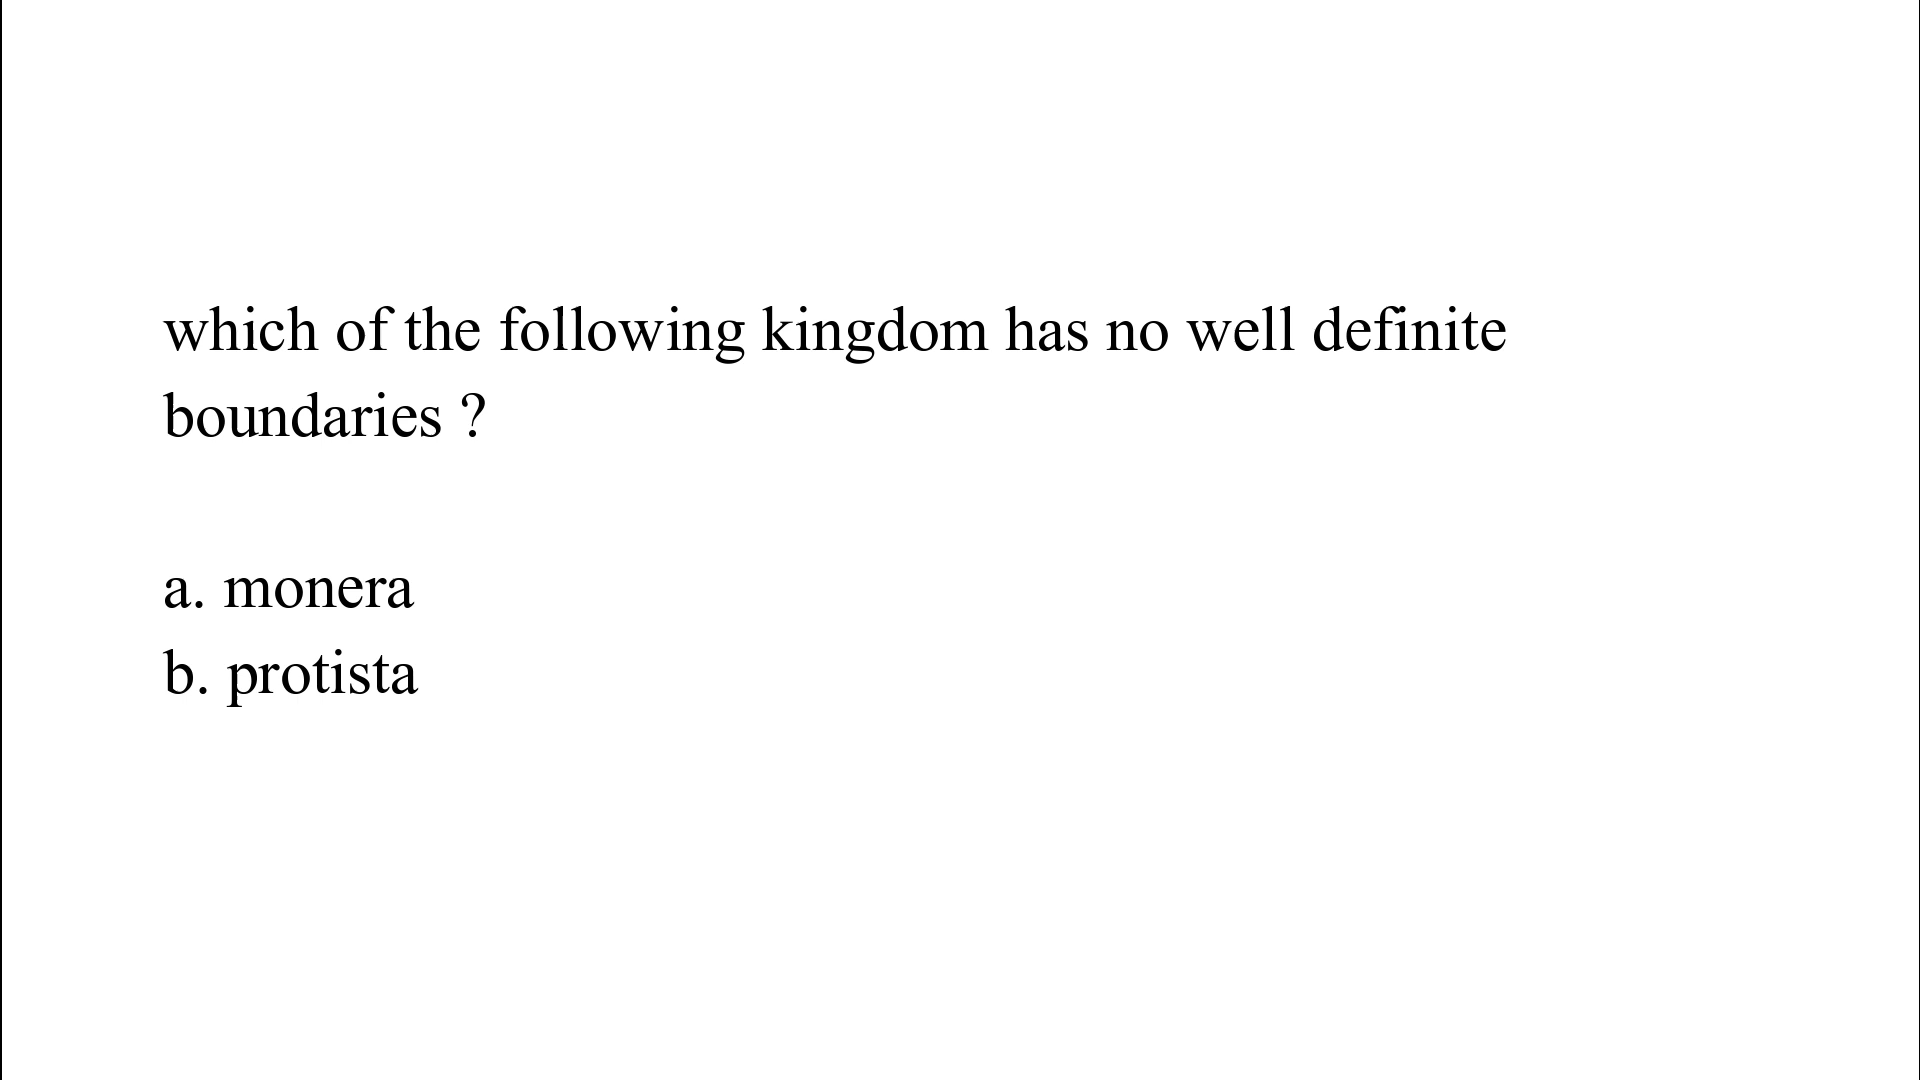 which of the following kingdom has no well definite
boundaries ?
a. monera
b. protista